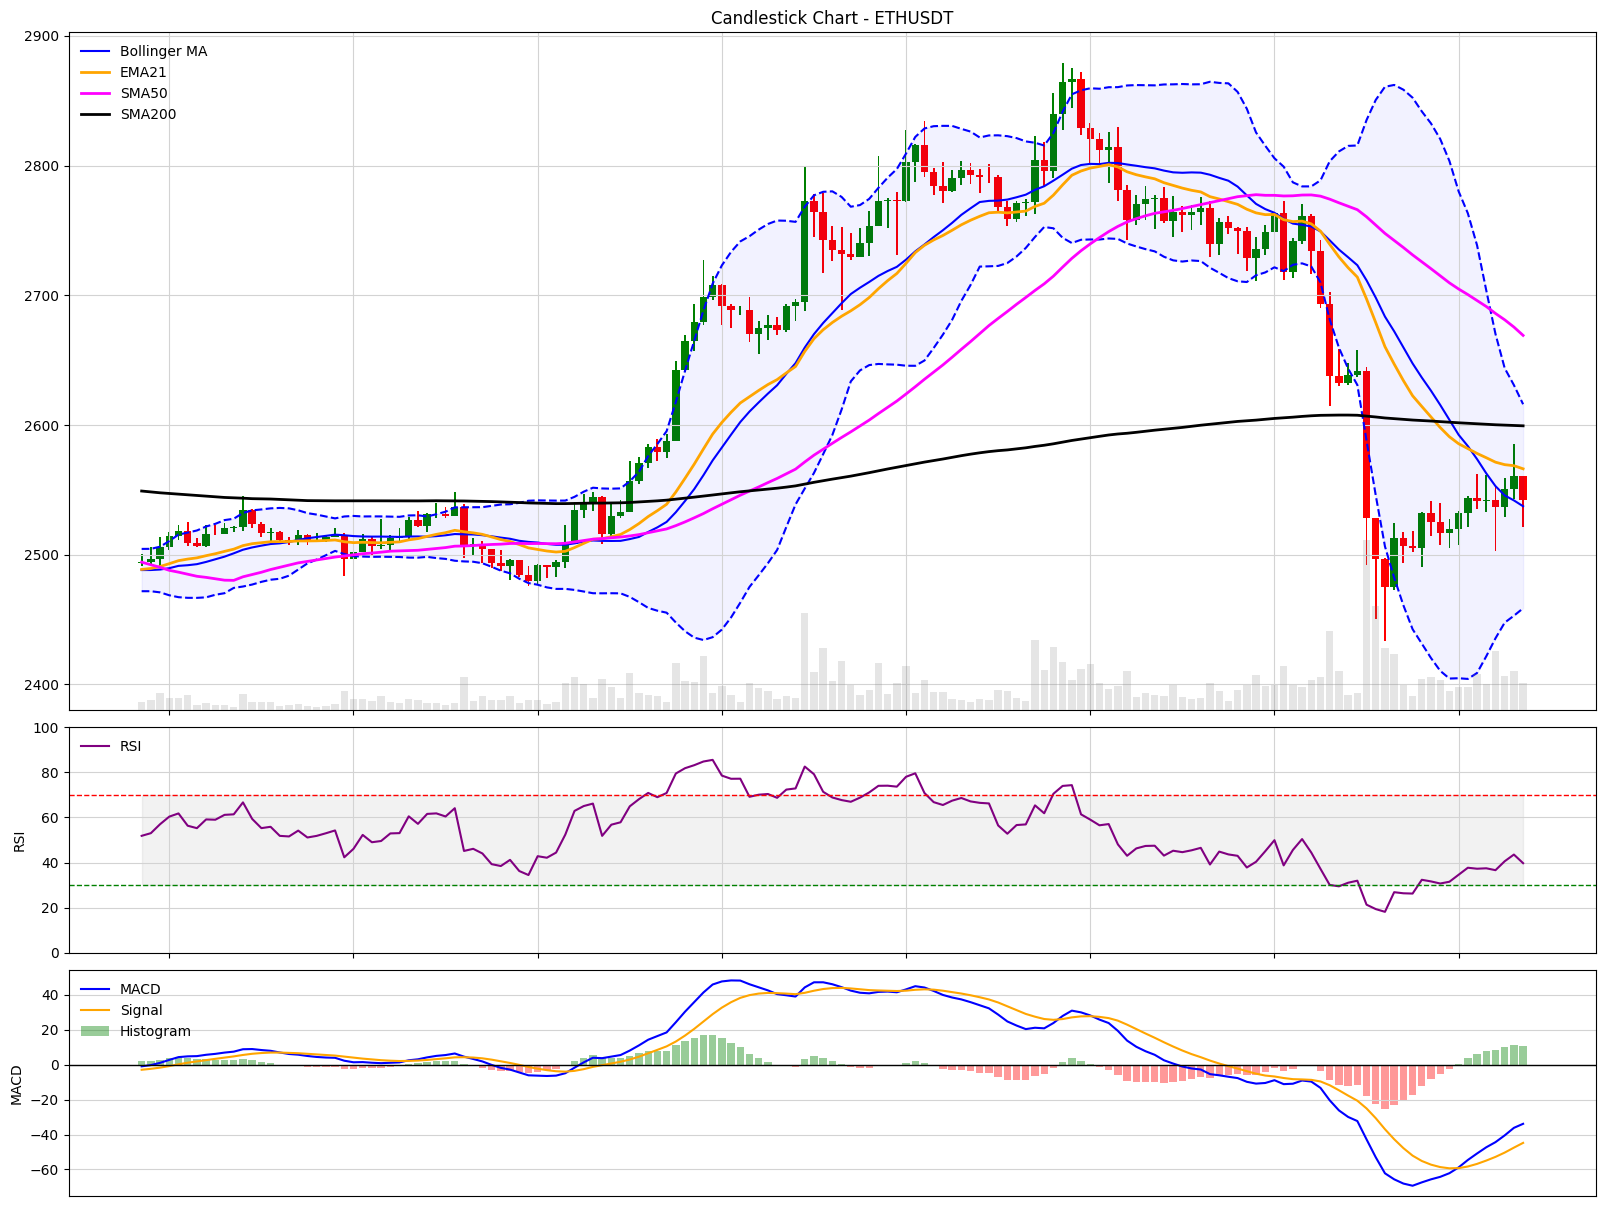 Candlestick Chart - ETHUSDT
2900
2800
2700
2600
2500
2400
Bollinger MA
EMA21
SMA50
SMA200
100
80
60
40
20
0
RSI
RSI
40
20
0
−20
−40
−60
MACD
MACD
Signal
Histogram